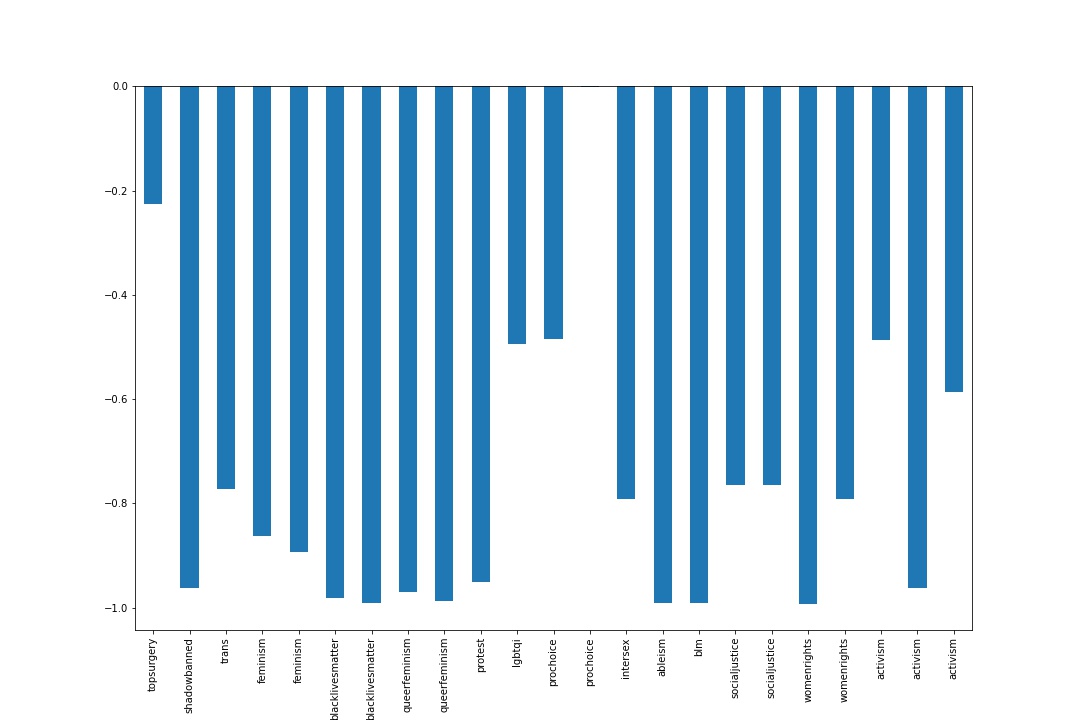 0.0
−0.2
−0.4
−0.6
−0.8
−1.0
topsurgery
shadowbanned
trans
feminism
feminism
blacklivesmatter
blacklivesmatter
queerfeminism
queerfeminism
protest
lgbtqi
prochoice
prochoice
intersex
ableism
blm
socialjustice
socialjustice
womenrights
womenrights
activism
activism
activism